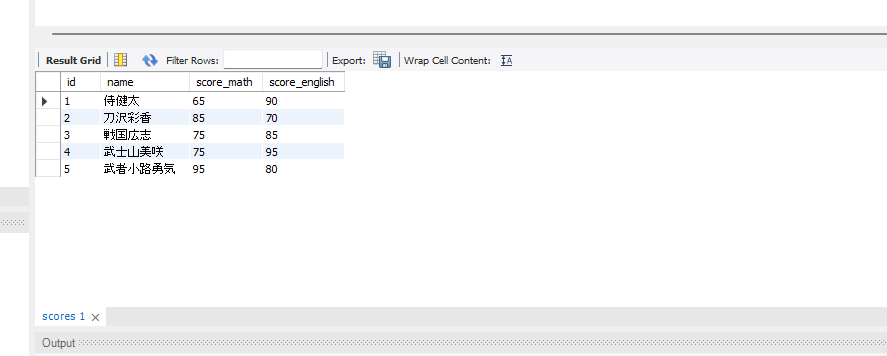 Result Grid Filter Rows: Export: Wrap Cell Content:
id name score_math score_english
1 侍健太 65 90
2 刀沢彩香 85 70
3 戦国広志 75 85
4 武士山美咲 75 95
5 武者小路勇気 95 80
scores 1
Output